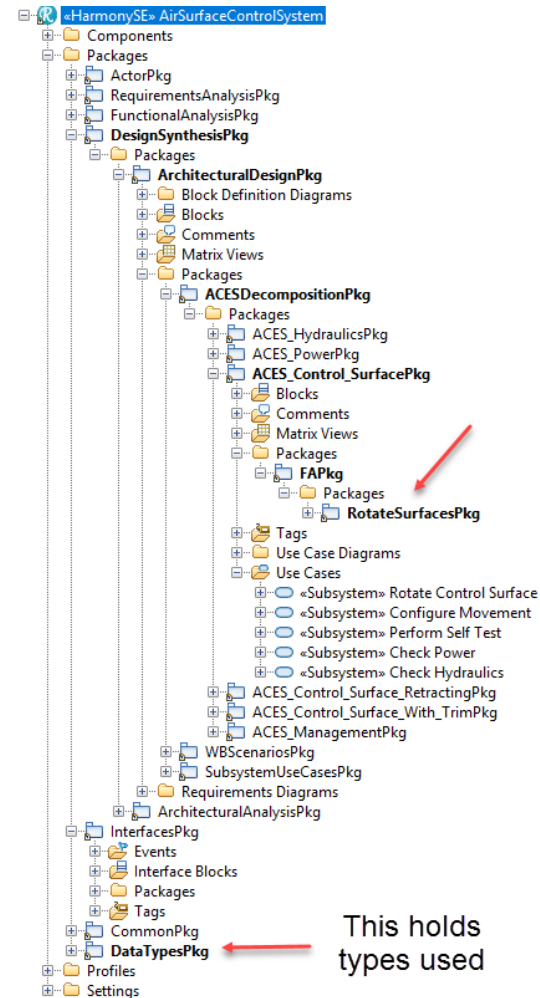 «HarmonySE» AirSurfaceControlSystem
Components
Packages
ActorPkg
RequirementsAnalysisPkg
FunctionalAnalysisPkg
DesignSynthesisPkg
Packages
ArchitecturalDesignPkg
Block Definition Diagrams
Blocks
Comments
Matrix Views
Packages
ACESDecompositionPkg
Packages
ACES_HydraulicsPkg
ACES_PowerPkg
ACES_Control_SurfacePkg
Blocks
Comments
Matrix Views
Packages
FAPkg
Packages
RotateSurfacesPkg
Tags
Use Case Diagrams
Use Cases
«Subsystem» Rotate Control Surface
«Subsystem» Configure Movement
«Subsystem» Perform Self Test
«Subsystem» Check Power
«Subsystem» Check Hydraulics
ACES_Control_Surface_RetractingPkg
ACES_Control_Surface_With_TrimPkg
ACES_ManagementPkg
WBScenariosPkg
SubsystemUseCasesPkg
Requirements Diagrams
ArchitecturalAnalysisPkg
InterfacesPkg
Events
Interface Blocks
Packages
Tags
CommonPkg
DataTypesPkg
Profiles
Settings
This holds
types used